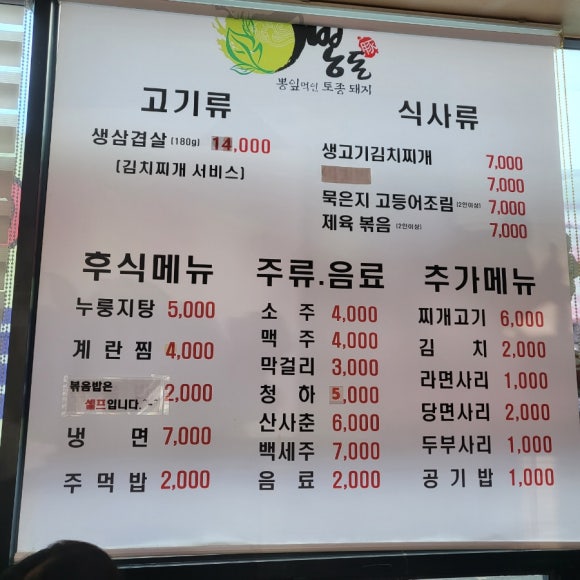 뽕돈
뽕잎먹인 토종 돼지
고기류
생삼겹살 (180g) 14,000
(김치찌개 서비스)
식사류
생고기김치찌개 7,000
7,000
묵은지 고등어조림 (2인이상) 7,000
제육 볶음 (2인이상) 7,000
후식메뉴
누룽지탕 5,000
계란찜 4,000
볶음밥은
셀프입니다.^-^ 2,000
냉면 7,000
주먹밥 2,000
주류.음료
소주 4,000
맥주 4,000
막걸리 3,000
청하 5,000
산사춘 6,000
백세주 7,000
음료 2,000
추가메뉴
찌개고기 6,000
김치 2,000
라면사리 1,000
당면사리 2,000
두부사리 1,000
공기밥 1,000